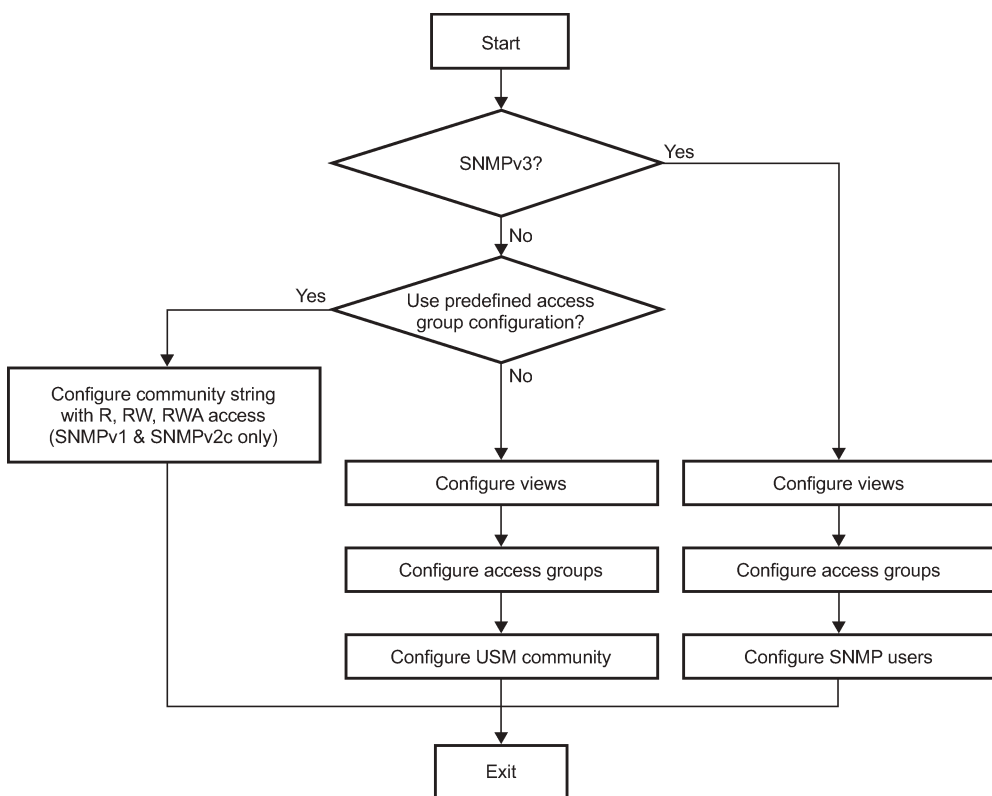 Start
SNMPv3?
Yes
No
Use predefined access
group configuration?
Yes
No
Configure community string
with R, RW, RWA access
(SNMPv1 & SNMPv2c only)
Configure views
Configure views
Configure access groups
Configure access groups
Configure USM community
Configure SNMP users
Exit